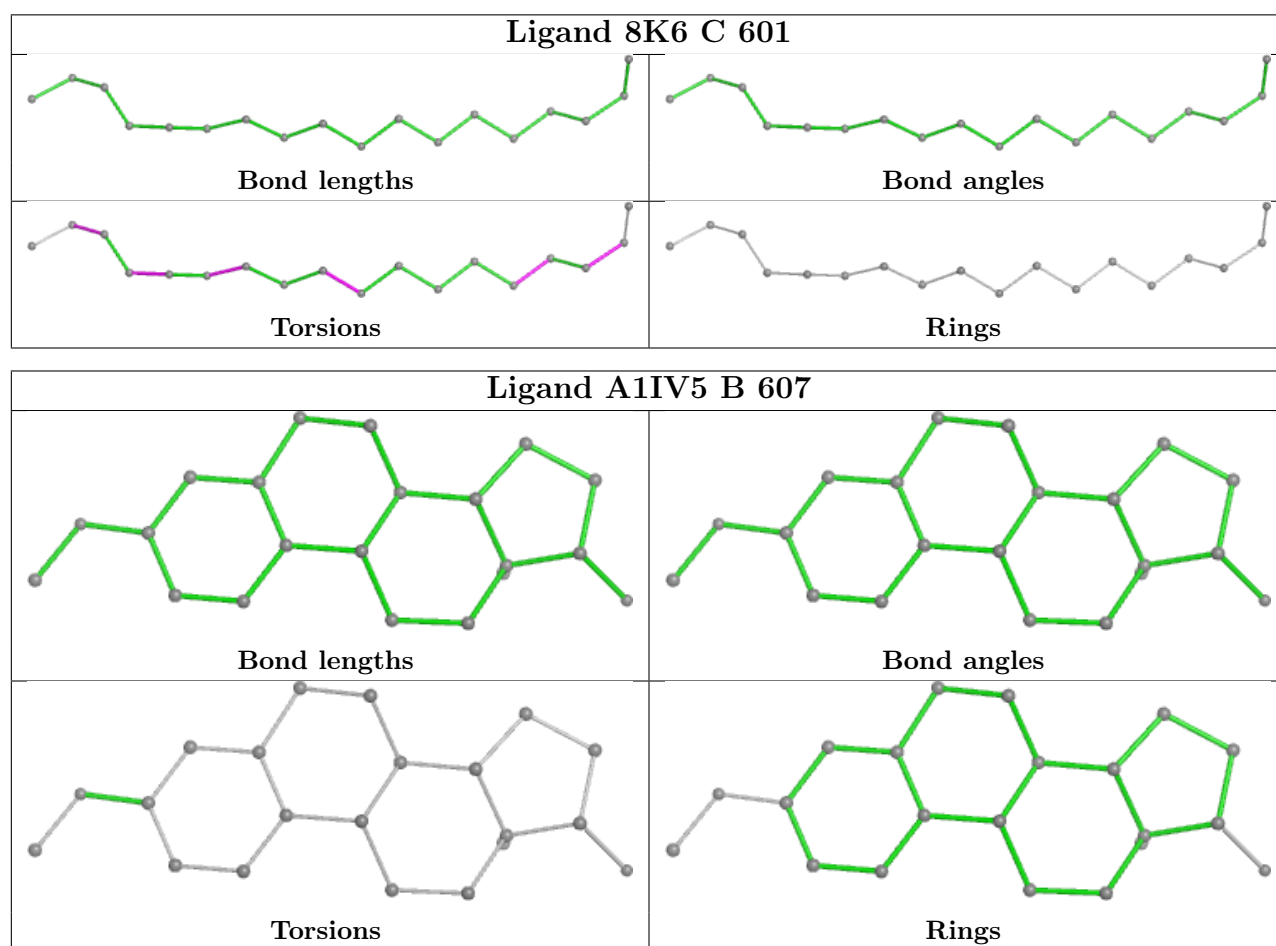 Ligand 8K6 C 601
Bond lengths
Bond angles
Torsions
Rings
Ligand A1IV5 B 607
Bond lengths
Bond angles
Torsions
Rings